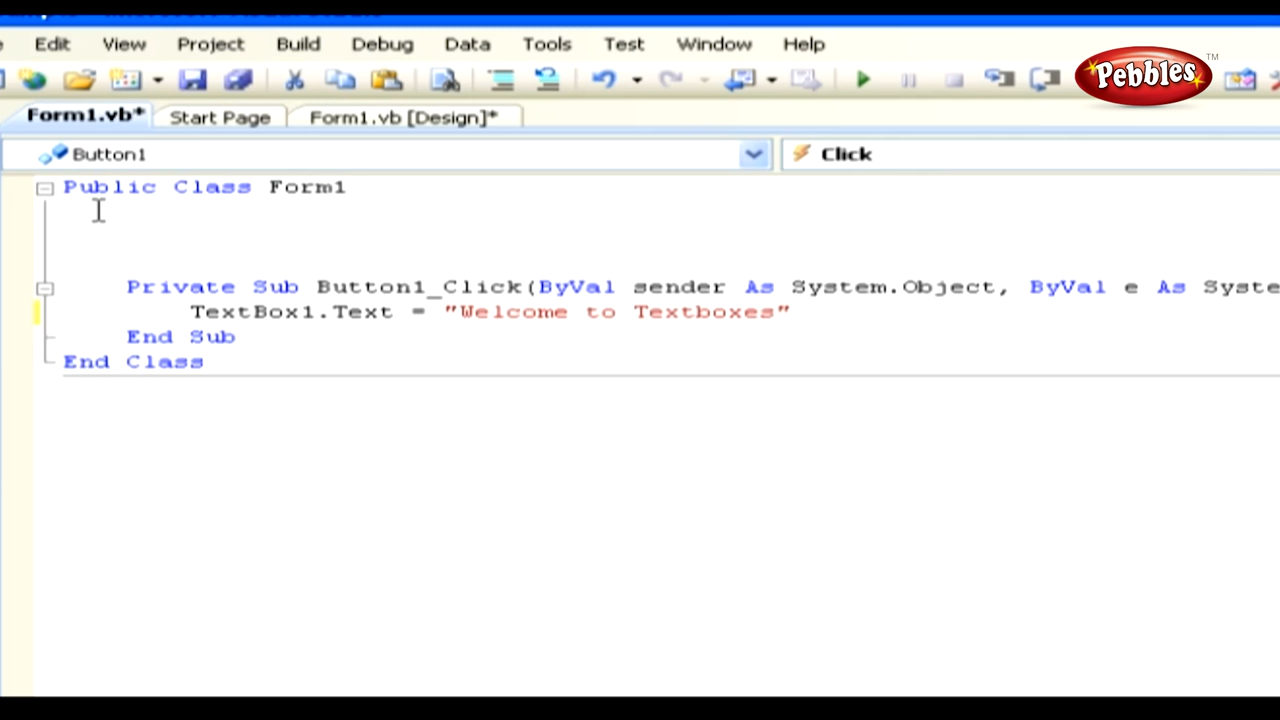 Edit View Project Build Debug Data Tools Test Window Help
Pebbles™
Form1.vb* Start Page Form1.vb [Design]*
Button1 Click
Public Class Form1
Private Sub Button1_Click(ByVal sender As System.Object, ByVal e As Syste
TextBox1.Text = "Welcome to Textboxes"
End Sub
End Class